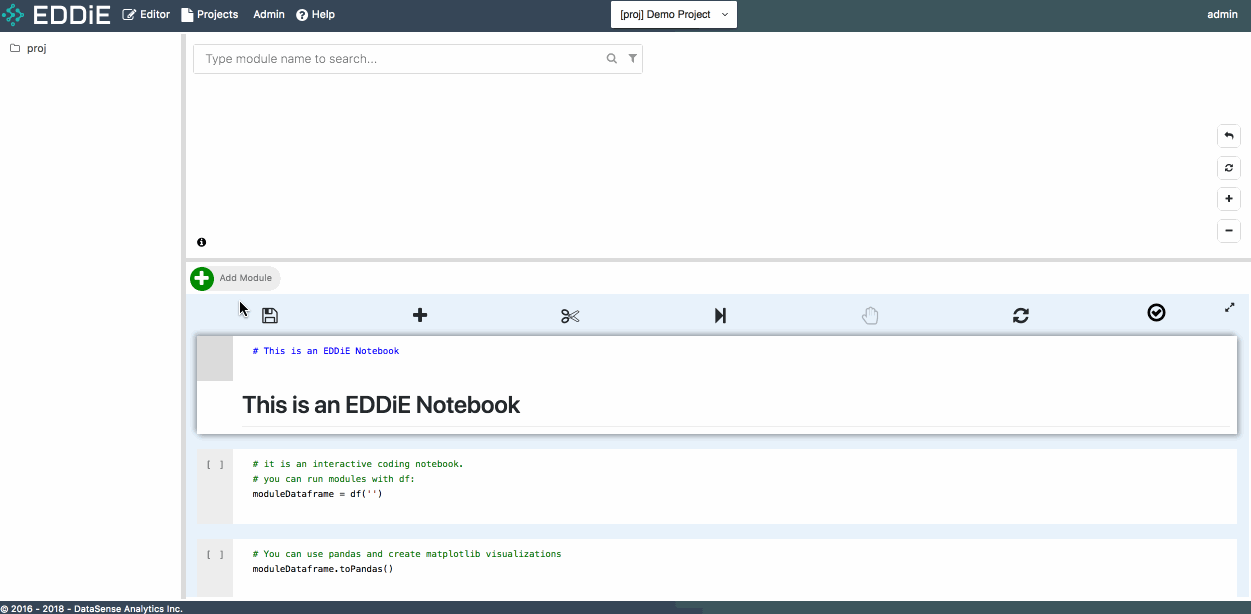 EDDiE Editor Projects Admin Help [proj] Demo Project admin
proj
Type module name to search...
Add Module
# This is an EDDiE Notebook
This is an EDDiE Notebook
[ ] # it is an interactive coding notebook.
# you can run modules with df:
moduleDataframe = df('')
[ ] # You can use pandas and create matplotlib visualizations
moduleDataframe.toPandas()
© 2016 - 2018 - DataSense Analytics Inc.